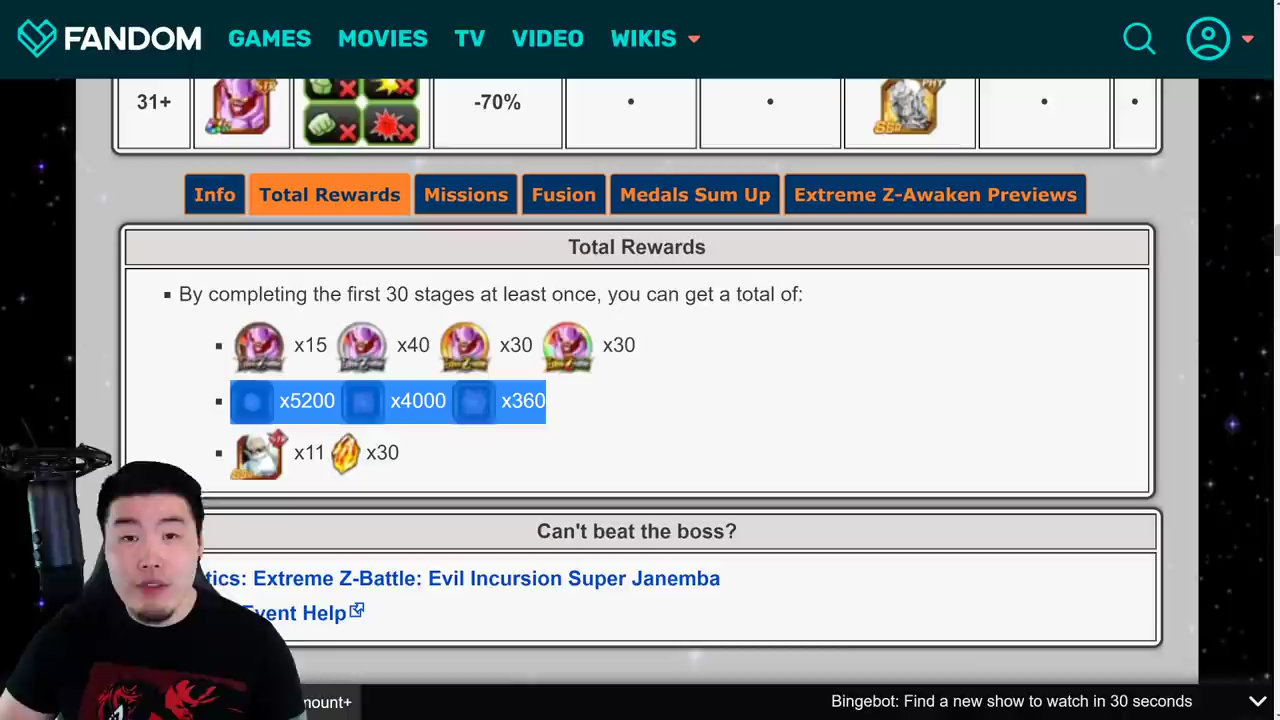 FANDOM GAMES MOVIES TV VIDEO WIKIS
31+ -70%
SSR
Info Total Rewards Missions Fusion Medals Sum Up Extreme Z-Awaken Previews
Total Rewards
By completing the first 30 stages at least once, you can get a total of:
x15 x40 x30 x30
x5200 x4000 x360
x11 x30
Can't beat the boss?
tics: Extreme Z-Battle: Evil Incursion Super Janemba
Event Help
mount+ Bingebot: Find a new show to watch in 30 seconds